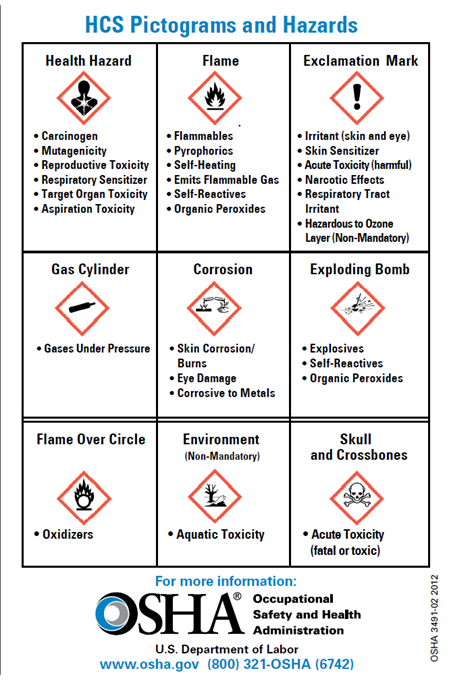 HCS Pictograms and Hazards
Health Hazard
• Carcinogen
• Mutagenicity
• Reproductive Toxicity
• Respiratory Sensitizer
• Target Organ Toxicity
• Aspiration Toxicity
Flame
• Flammables
• Pyrophorics
• Self-Heating
• Emits Flammable Gas
• Self-Reactives
• Organic Peroxides
Exclamation Mark
• Irritant (skin and eye)
• Skin Sensitizer
• Acute Toxicity (harmful)
• Narcotic Effects
• Respiratory Tract
Irritant
• Hazardous to Ozone
Layer (Non-Mandatory)
Gas Cylinder
• Gases Under Pressure
Corrosion
• Skin Corrosion/
Burns
• Eye Damage
• Corrosive to Metals
Exploding Bomb
• Explosives
• Self-Reactives
• Organic Peroxides
Flame Over Circle
• Oxidizers
Environment
(Non-Mandatory)
• Aquatic Toxicity
Skull
and Crossbones
• Acute Toxicity
(fatal or toxic)
For more information:
OSHA®
Occupational
Safety and Health
Administration
U.S. Department of Labor
www.osha.gov (800) 321-OSHA (6742)
OSHA 3491-02 2012